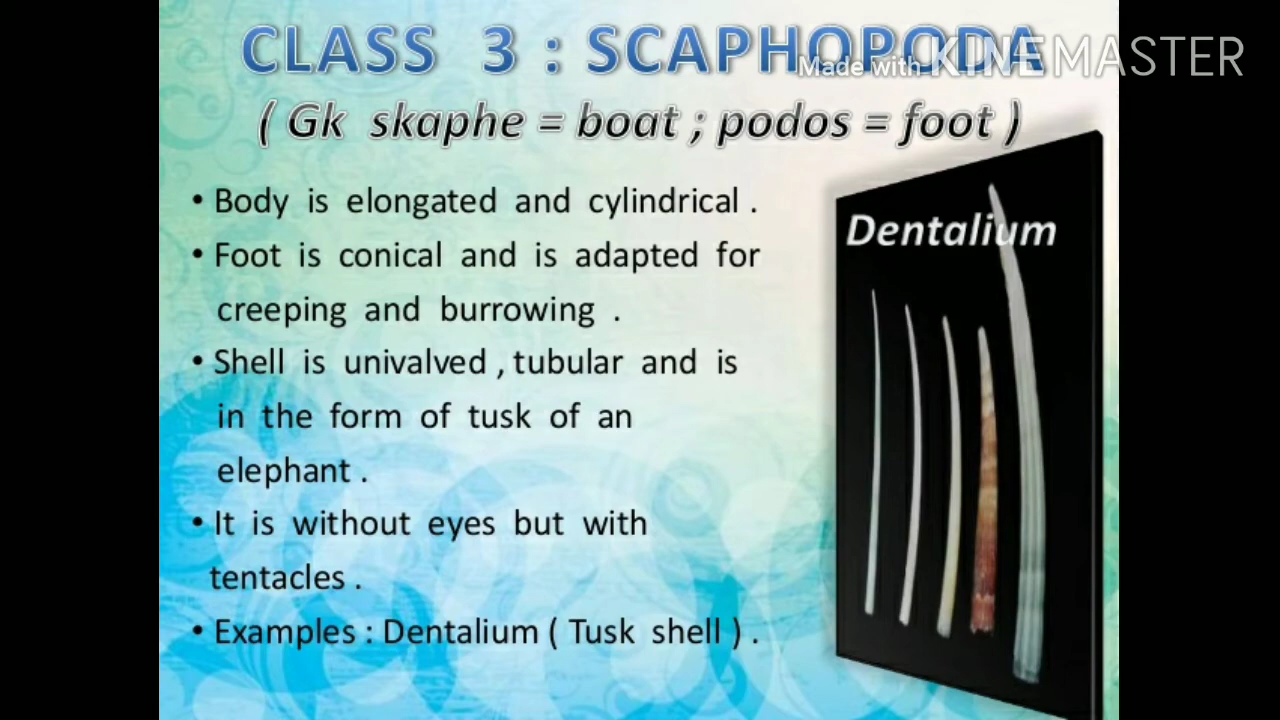 CLASS 3 : SCAPHOPODA
Made with KINEMASTER
( Gk skaphe = boat ; podos = foot )
• Body is elongated and cylindrical .
• Foot is conical and is adapted for
creeping and burrowing .
• Shell is univalved , tubular and is
in the form of tusk of an
elephant .
• It is without eyes but with
tentacles .
• Examples : Dentalium ( Tusk shell ) .
Dentalium